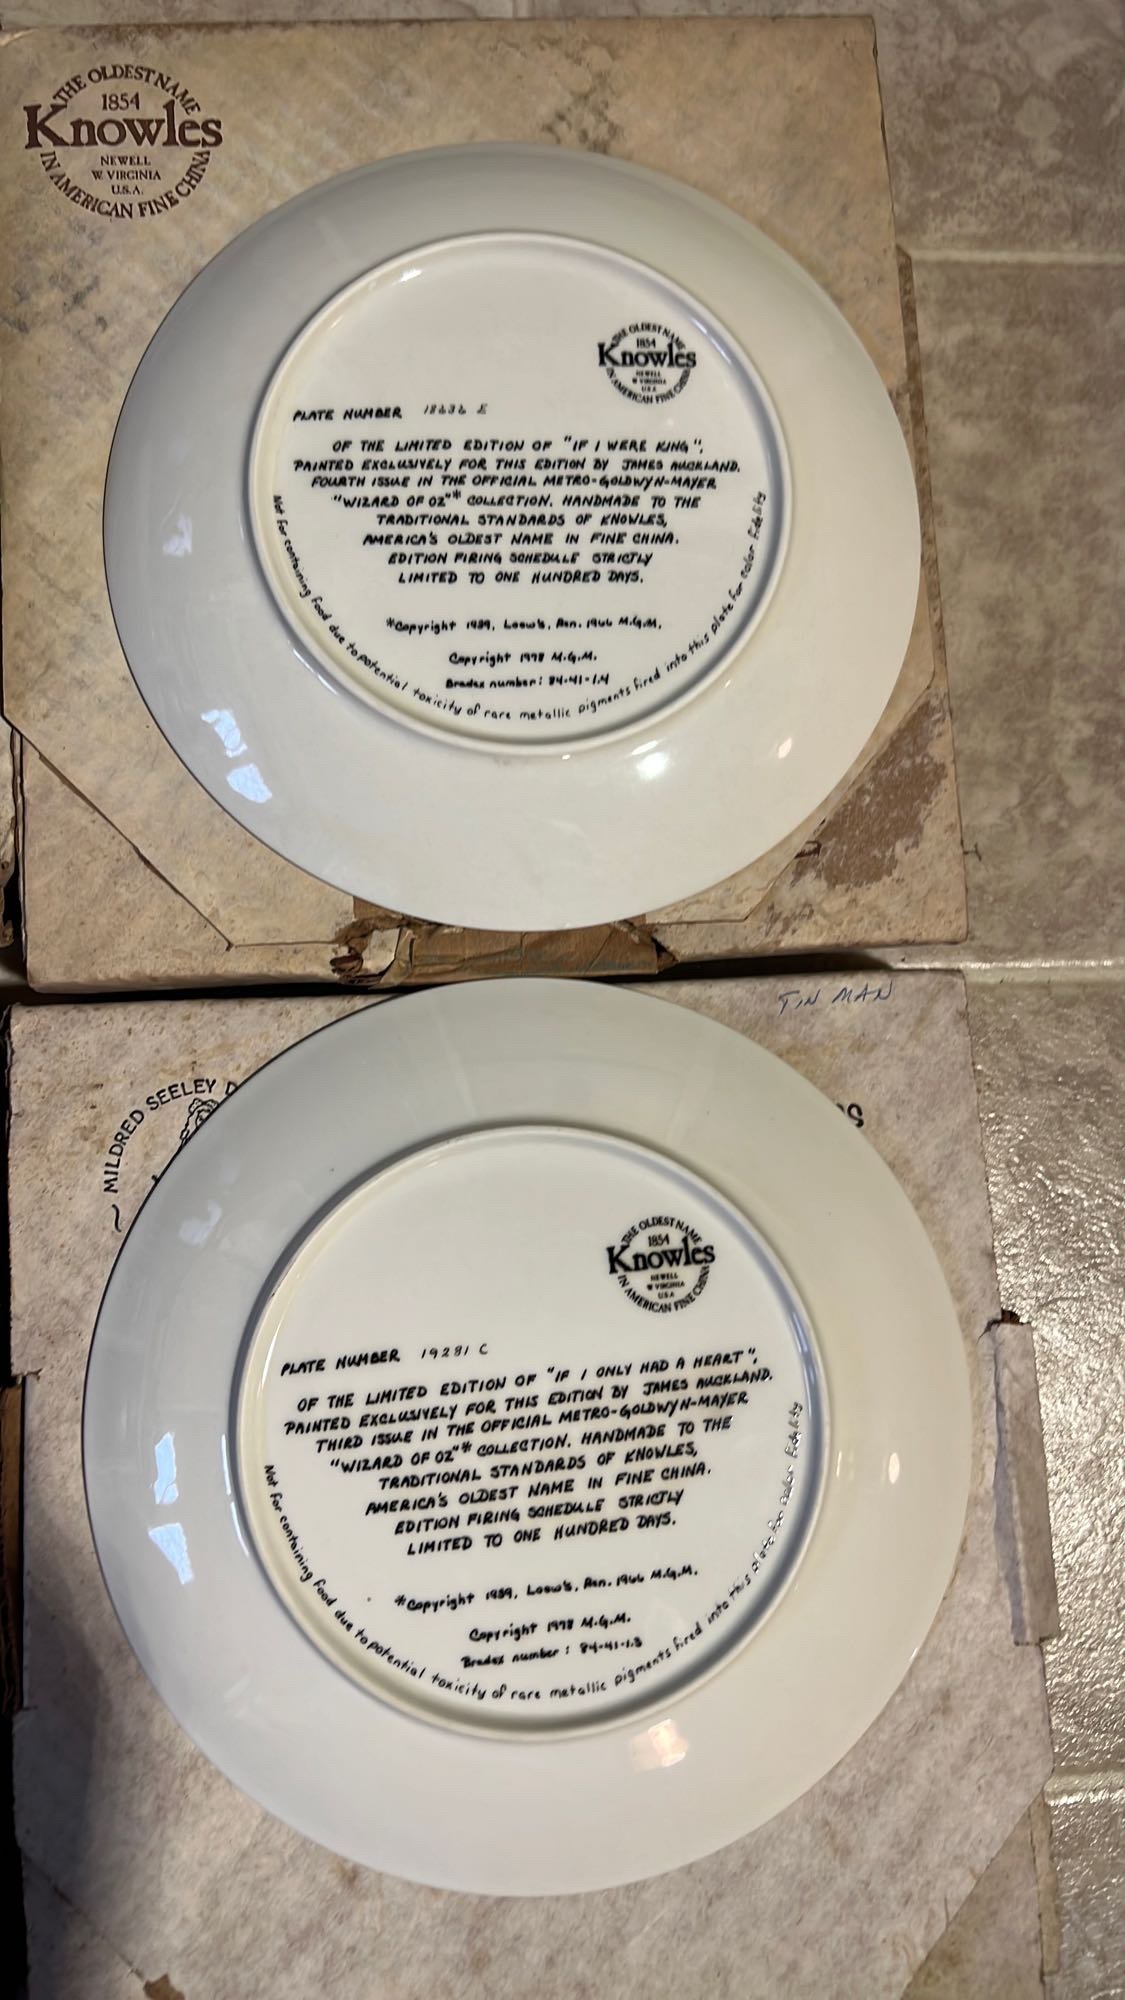 THE OLDEST NAME
1854
Knowles
NEWELL
W. VIRGINIA
U.S.A.
IN AMERICAN FINE CHINA
THE OLDEST NAME
1854
Knowles
NEWELL
W VIRGINIA
U.S.A
IN AMERICAN FINE CHINA
PLATE NUMBER E
OF THE LIMITED EDITION OF "IF I WERE KING",
PAINTED EXCLUSIVELY FOR THIS EDITION BY JAMES AUCKLAND.
FOURTH ISSUE IN THE OFFICIAL METRO-GOLDWYN-MAYER
"WIZARD OF OZ"* COLLECTION. HANDMADE TO THE
TRADITIONAL STANDARDS OF KNOWLES,
AMERICA'S OLDEST NAME IN FINE CHINA.
EDITION FIRING SCHEDULE STRICTLY
LIMITED TO ONE HUNDRED DAYS.
*Copyright 1939, Loew's, Ren. 1966 M.G.M.
Copyright 1978 M.G.M.
Bradex number: 84-41-1.4
Not for containing food due to potential toxicity of rare metallic pigments fired into this plate for color fidelity
TIN MAN
MILDRED SEELEY
THE OLDEST NAME
1854
Knowles
NEWELL
W VIRGINIA
U.S.A
IN AMERICAN FINE CHINA
PLATE NUMBER 19281 C
OF THE LIMITED EDITION OF "IF I ONLY HAD A HEART",
PAINTED EXCLUSIVELY FOR THIS EDITION BY JAMES AUCKLAND.
THIRD ISSUE IN THE OFFICIAL METRO-GOLDWYN-MAYER
"WIZARD OF OZ"* COLLECTION. HANDMADE TO THE
TRADITIONAL STANDARDS OF KNOWLES,
AMERICA'S OLDEST NAME IN FINE CHINA.
EDITION FIRING SCHEDULE STRICTLY
LIMITED TO ONE HUNDRED DAYS.
*Copyright 1939, Loew's, Ren. 1966 M.G.M.
Copyright 1978 M.G.M.
Bradex number: 84-41-1.3
Not for containing food due to potential toxicity of rare metallic pigments fired into this plate for color fidelity